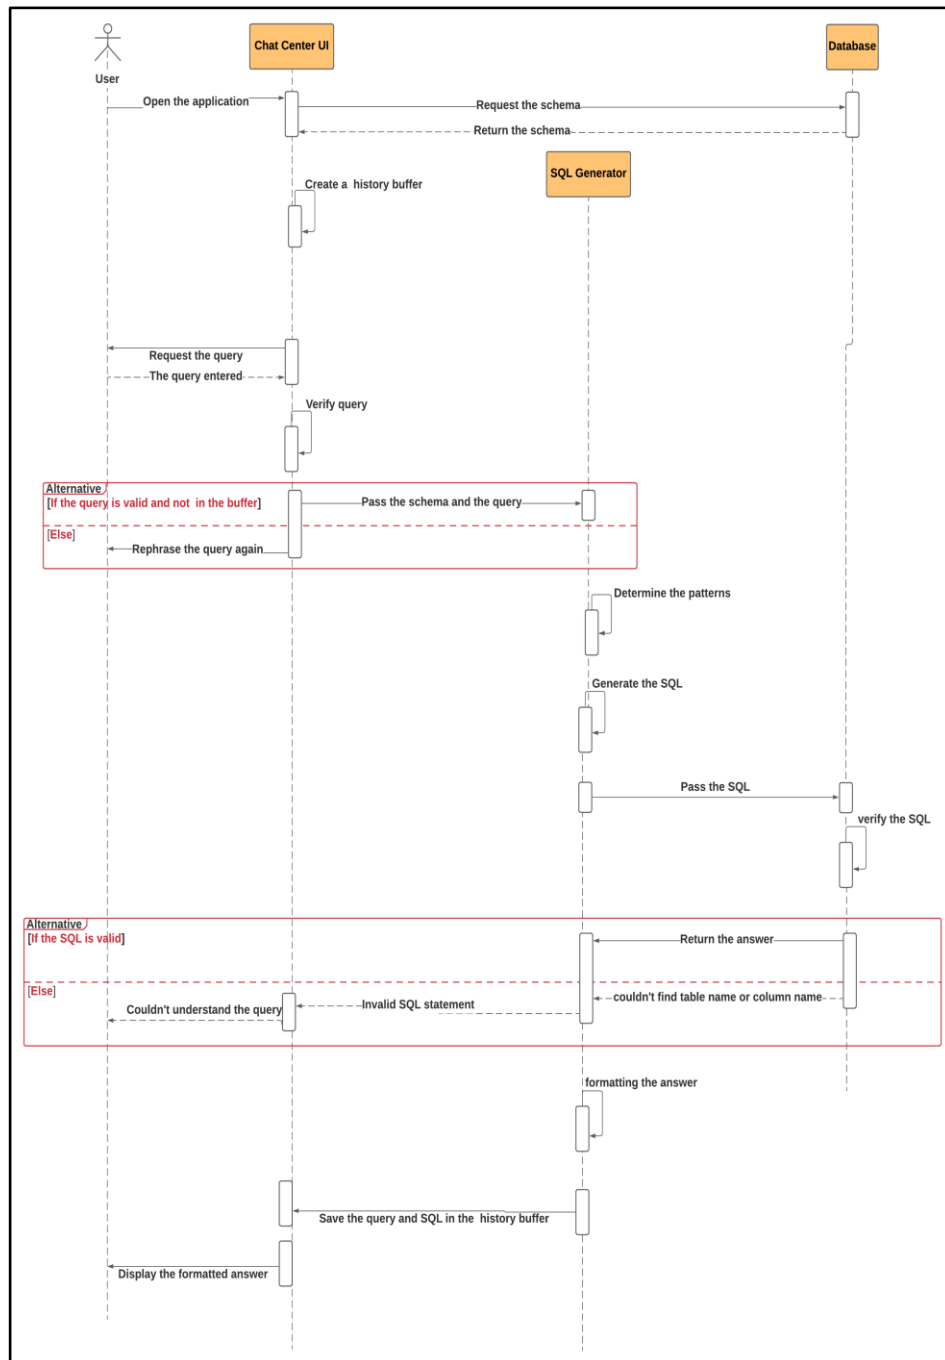 Chat Center UI
Database
User
Open the application
Request the schema
Return the schema
SQL Generator
Create a history buffer
Request the query
The query entered
Verify query
Alternative
[If the query is valid and not in the buffer]
Pass the schema and the query
[Else]
Rephrase the query again
Determine the patterns
Generate the SQL
Pass the SQL
verify the SQL
Alternative
[If the SQL is valid]
Return the answer
[Else]
couldn't find table name or column name
Invalid SQL statement
Couldn't understand the query
formatting the answer
Save the query and SQL in the history buffer
Display the formatted answer